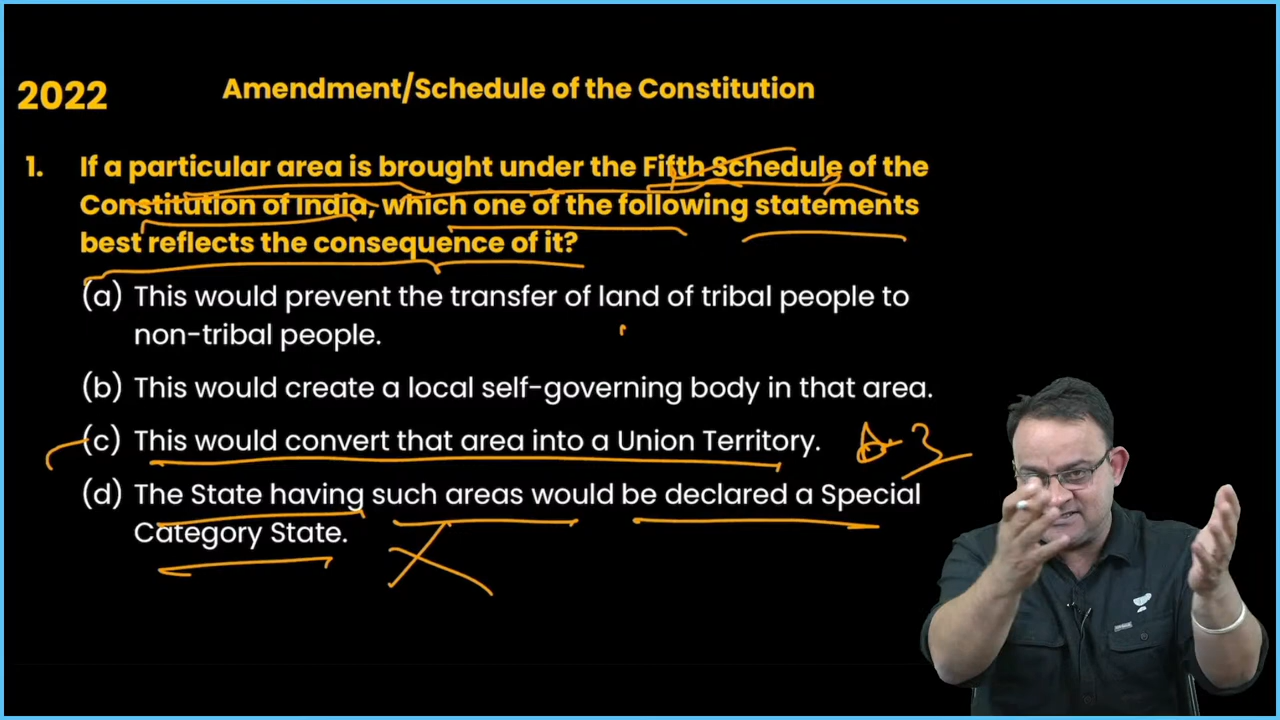 2022
Amendment/Schedule of the Constitution
1. If a particular area is brought under the Fifth Schedule of the
Constitution of India, which one of the following statements
best reflects the consequence of it?
(a) This would prevent the transfer of land of tribal people to
non-tribal people.
(b) This would create a local self-governing body in that area.
(c) This would convert that area into a Union Territory.
A-3
(d) The State having such areas would be declared a Special
Category State.